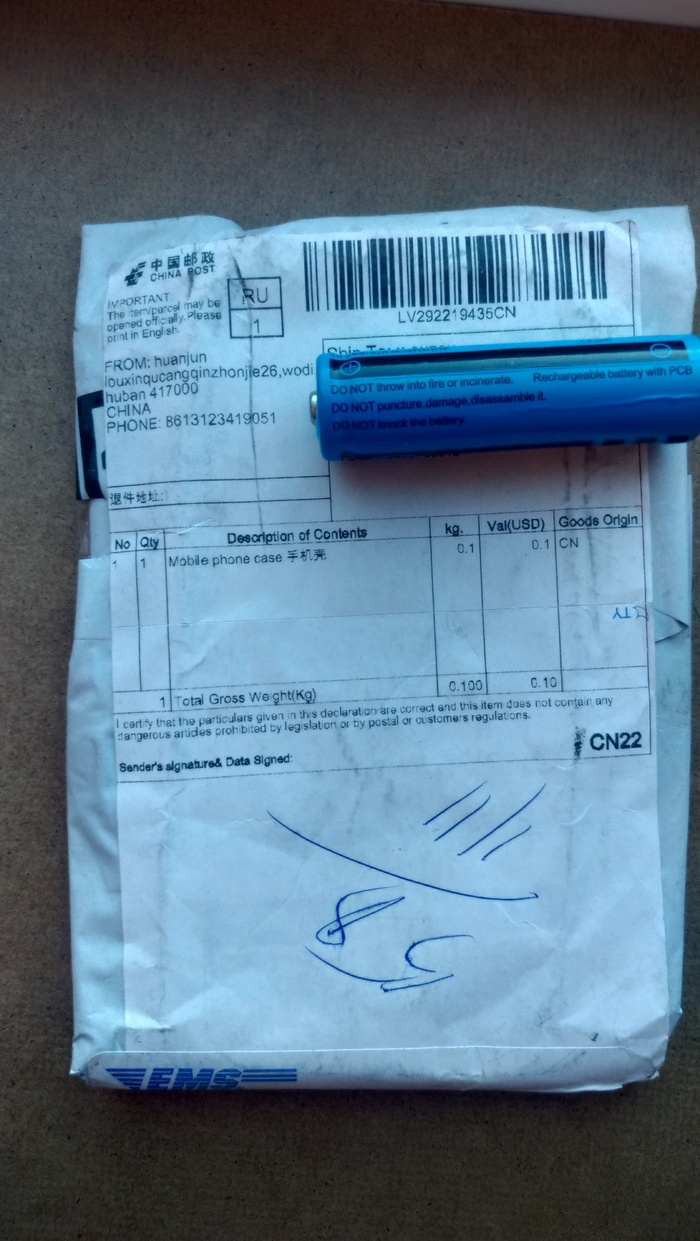 中国邮政
CHINA POST
IMPORTANT
The item/parcel may be
opened officially. Please
print in English.
RU
1
LV292219435CN
FROM: huanjun
louxinqucangqinzhonjie26,wodi
huban 417000
CHINA
PHONE: 8613123419051
Ship To:
DO NOT throw into fire or incinerate. Rechargeable battery with PCB
DO NOT puncture,damage,disassemble it.
DO NOT knock the battery.
退件地址:
No Qty Description of Contents kg. Val(USD) Goods Origin
1 1 Mobile phone case 手机壳 0.1 0.1 CN
1 Total Gross Weight(Kg) 0.100 0.10
I certify that the particulars given in this declaration are correct and this item does not contain any
dangerous articles prohibited by legislation or by postal or customers regulations.
Sender's signature& Data Signed:
CN22
EMS